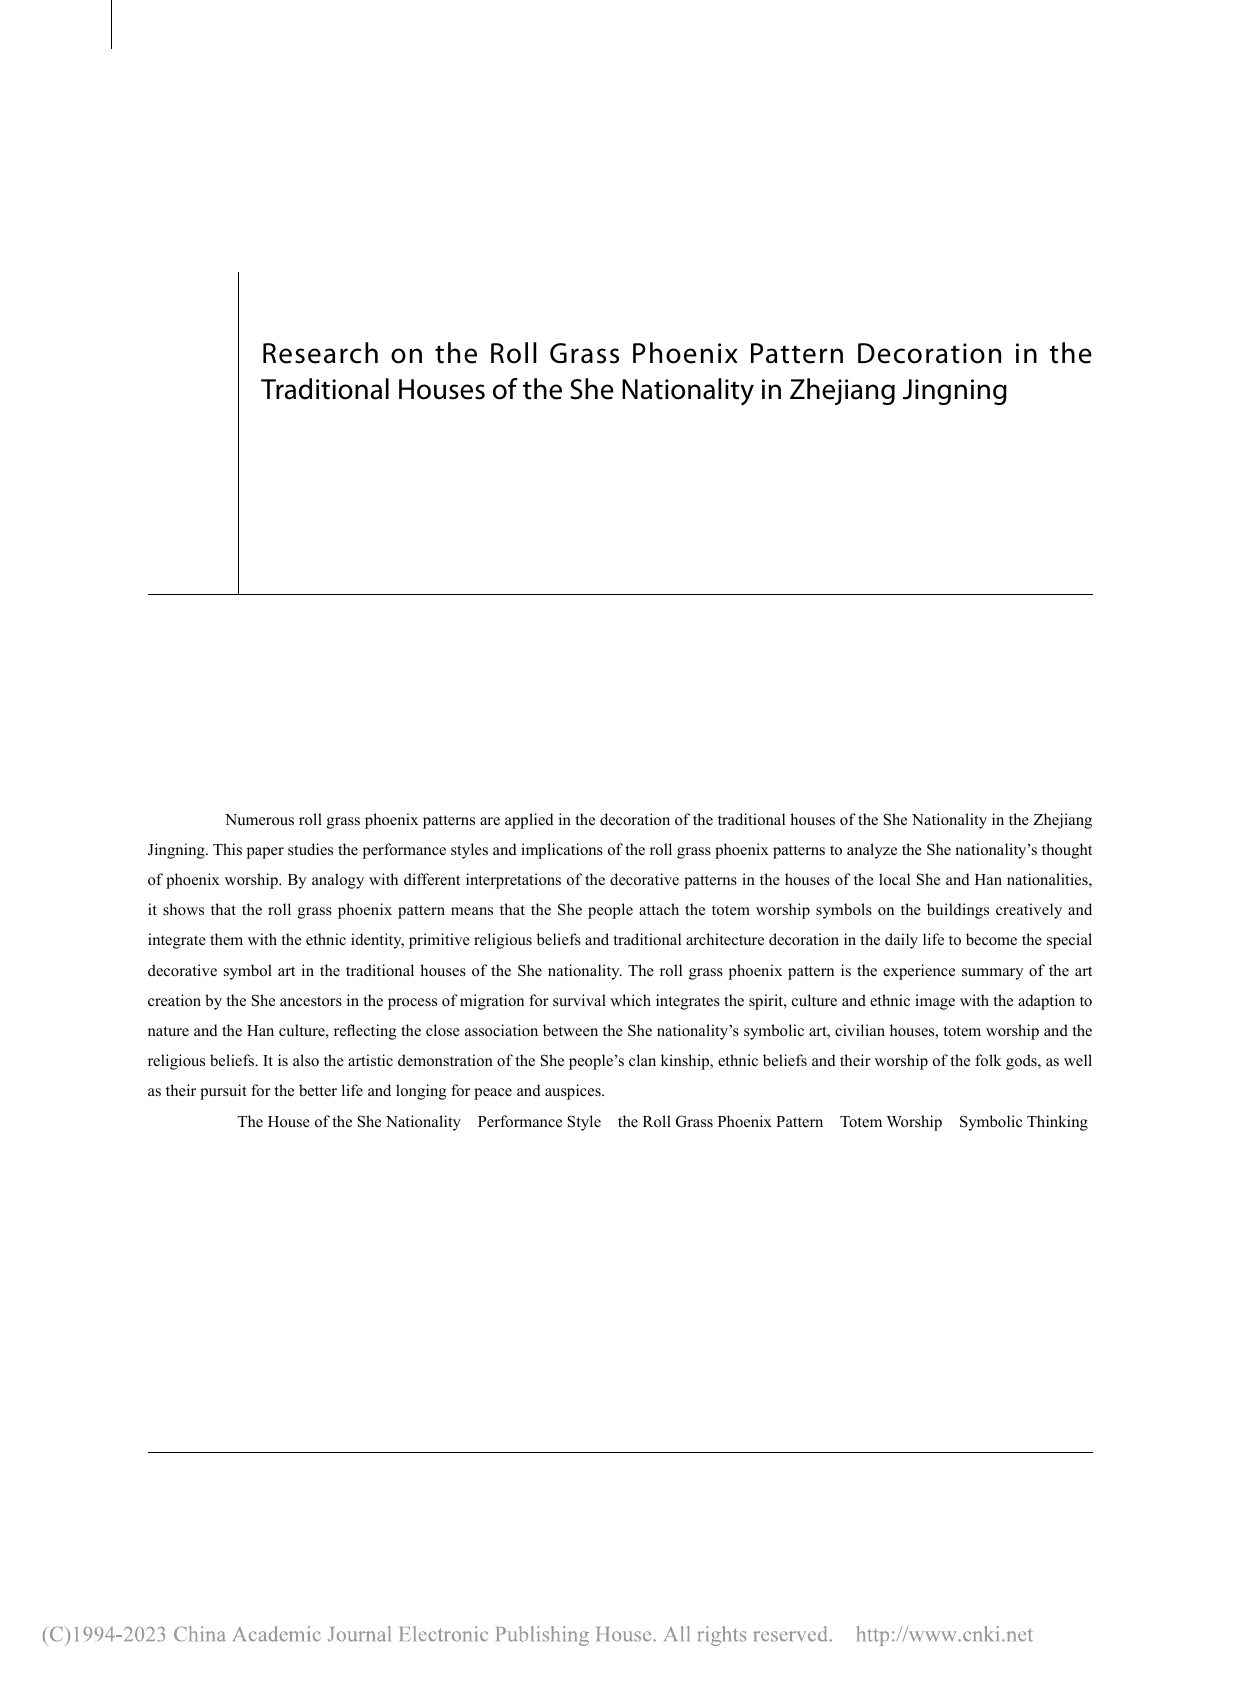 Research on the Roll Grass Phoenix Pattern Decoration in the
Traditional Houses of the She Nationality in Zhejiang Jingning
Numerous roll grass phoenix patterns are applied in the decoration of the traditional houses of the She Nationality in the Zhejiang
Jingning. This paper studies the performance styles and implications of the roll grass phoenix patterns to analyze the She nationality’s thought
of phoenix worship. By analogy with different interpretations of the decorative patterns in the houses of the local She and Han nationalities,
it shows that the roll grass phoenix pattern means that the She people attach the totem worship symbols on the buildings creatively and
integrate them with the ethnic identity, primitive religious beliefs and traditional architecture decoration in the daily life to become the special
decorative symbol art in the traditional houses of the She nationality. The roll grass phoenix pattern is the experience summary of the art
creation by the She ancestors in the process of migration for survival which integrates the spirit, culture and ethnic image with the adaption to
nature and the Han culture, reflecting the close association between the She nationality’s symbolic art, civilian houses, totem worship and the
religious beliefs. It is also the artistic demonstration of the She people’s clan kinship, ethnic beliefs and their worship of the folk gods, as well
as their pursuit for the better life and longing for peace and auspices.
The House of the She Nationality Performance Style the Roll Grass Phoenix Pattern Totem Worship Symbolic Thinking
(C)1994-2023 China Academic Journal Electronic Publishing House. All rights reserved. http://www.cnki.net